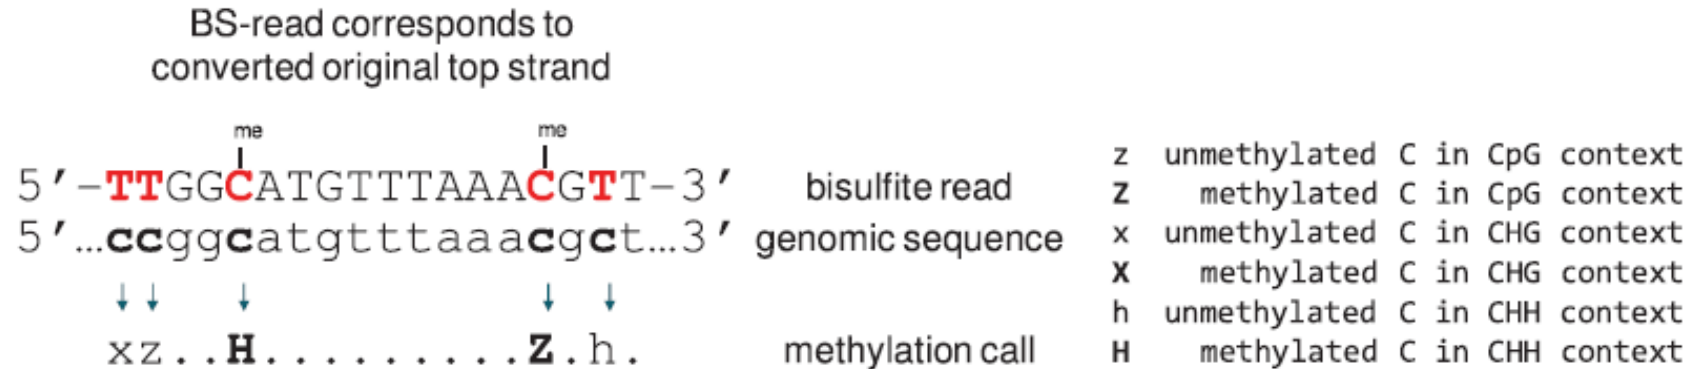 BS-read corresponds to
converted original top strand
me me
5′-TTGGCATGTTTAAACGTT-3′ bisulfite read
5′…ccggcatgtttaaacgct…3′ genomic sequence
xz..H.........Z.h. methylation call
z unmethylated C in CpG context
Z methylated C in CpG context
x unmethylated C in CHG context
X methylated C in CHG context
h unmethylated C in CHH context
H methylated C in CHH context